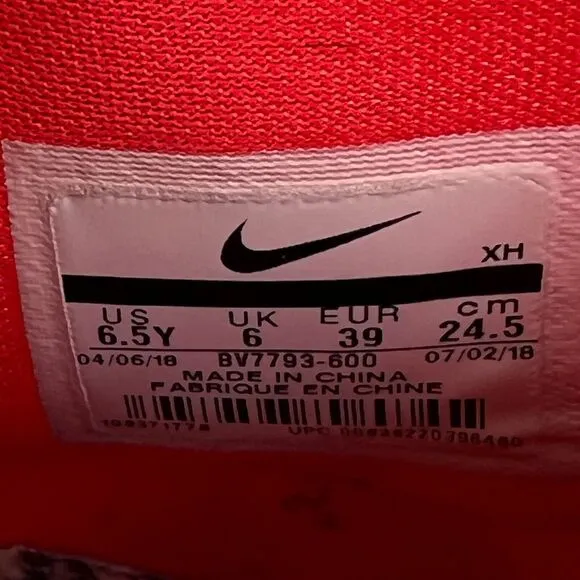 XH
US UK EUR cm
6.5Y 6 39 24.5
04/06/18 BV7793-600 07/02/18
MADE IN CHINA
FABRIQUE EN CHINE
UPC